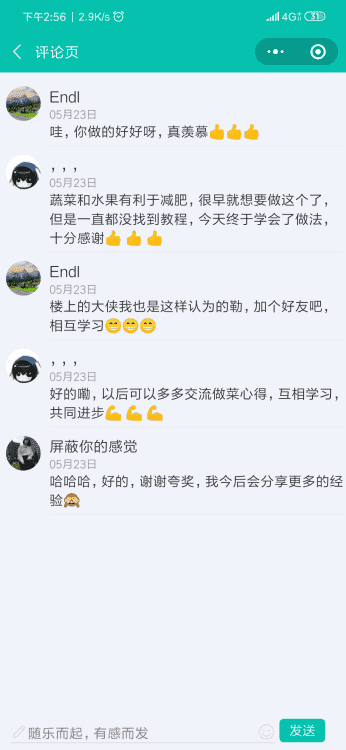 下午2:56 | 2.9K/s
4G 31
评论页
Endl
05月23日
哇，你做的好好呀，真羡慕👍👍👍
，，，
05月23日
蔬菜和水果有利于减肥，很早就想要做这个了，
但是一直都没找到教程，今天终于学会了做法，
十分感谢👍👍👍
Endl
05月23日
楼上的大侠我也是这样认为的勒，加个好友吧，
相互学习😁😁😁
，，，
05月23日
好的嘞，以后可以多多交流做菜心得，互相学习，
共同进步💪💪💪
屏蔽你的感觉
05月23日
哈哈哈，好的，谢谢夸奖，我今后会分享更多的经
验🙈
随乐而起，有感而发
发送